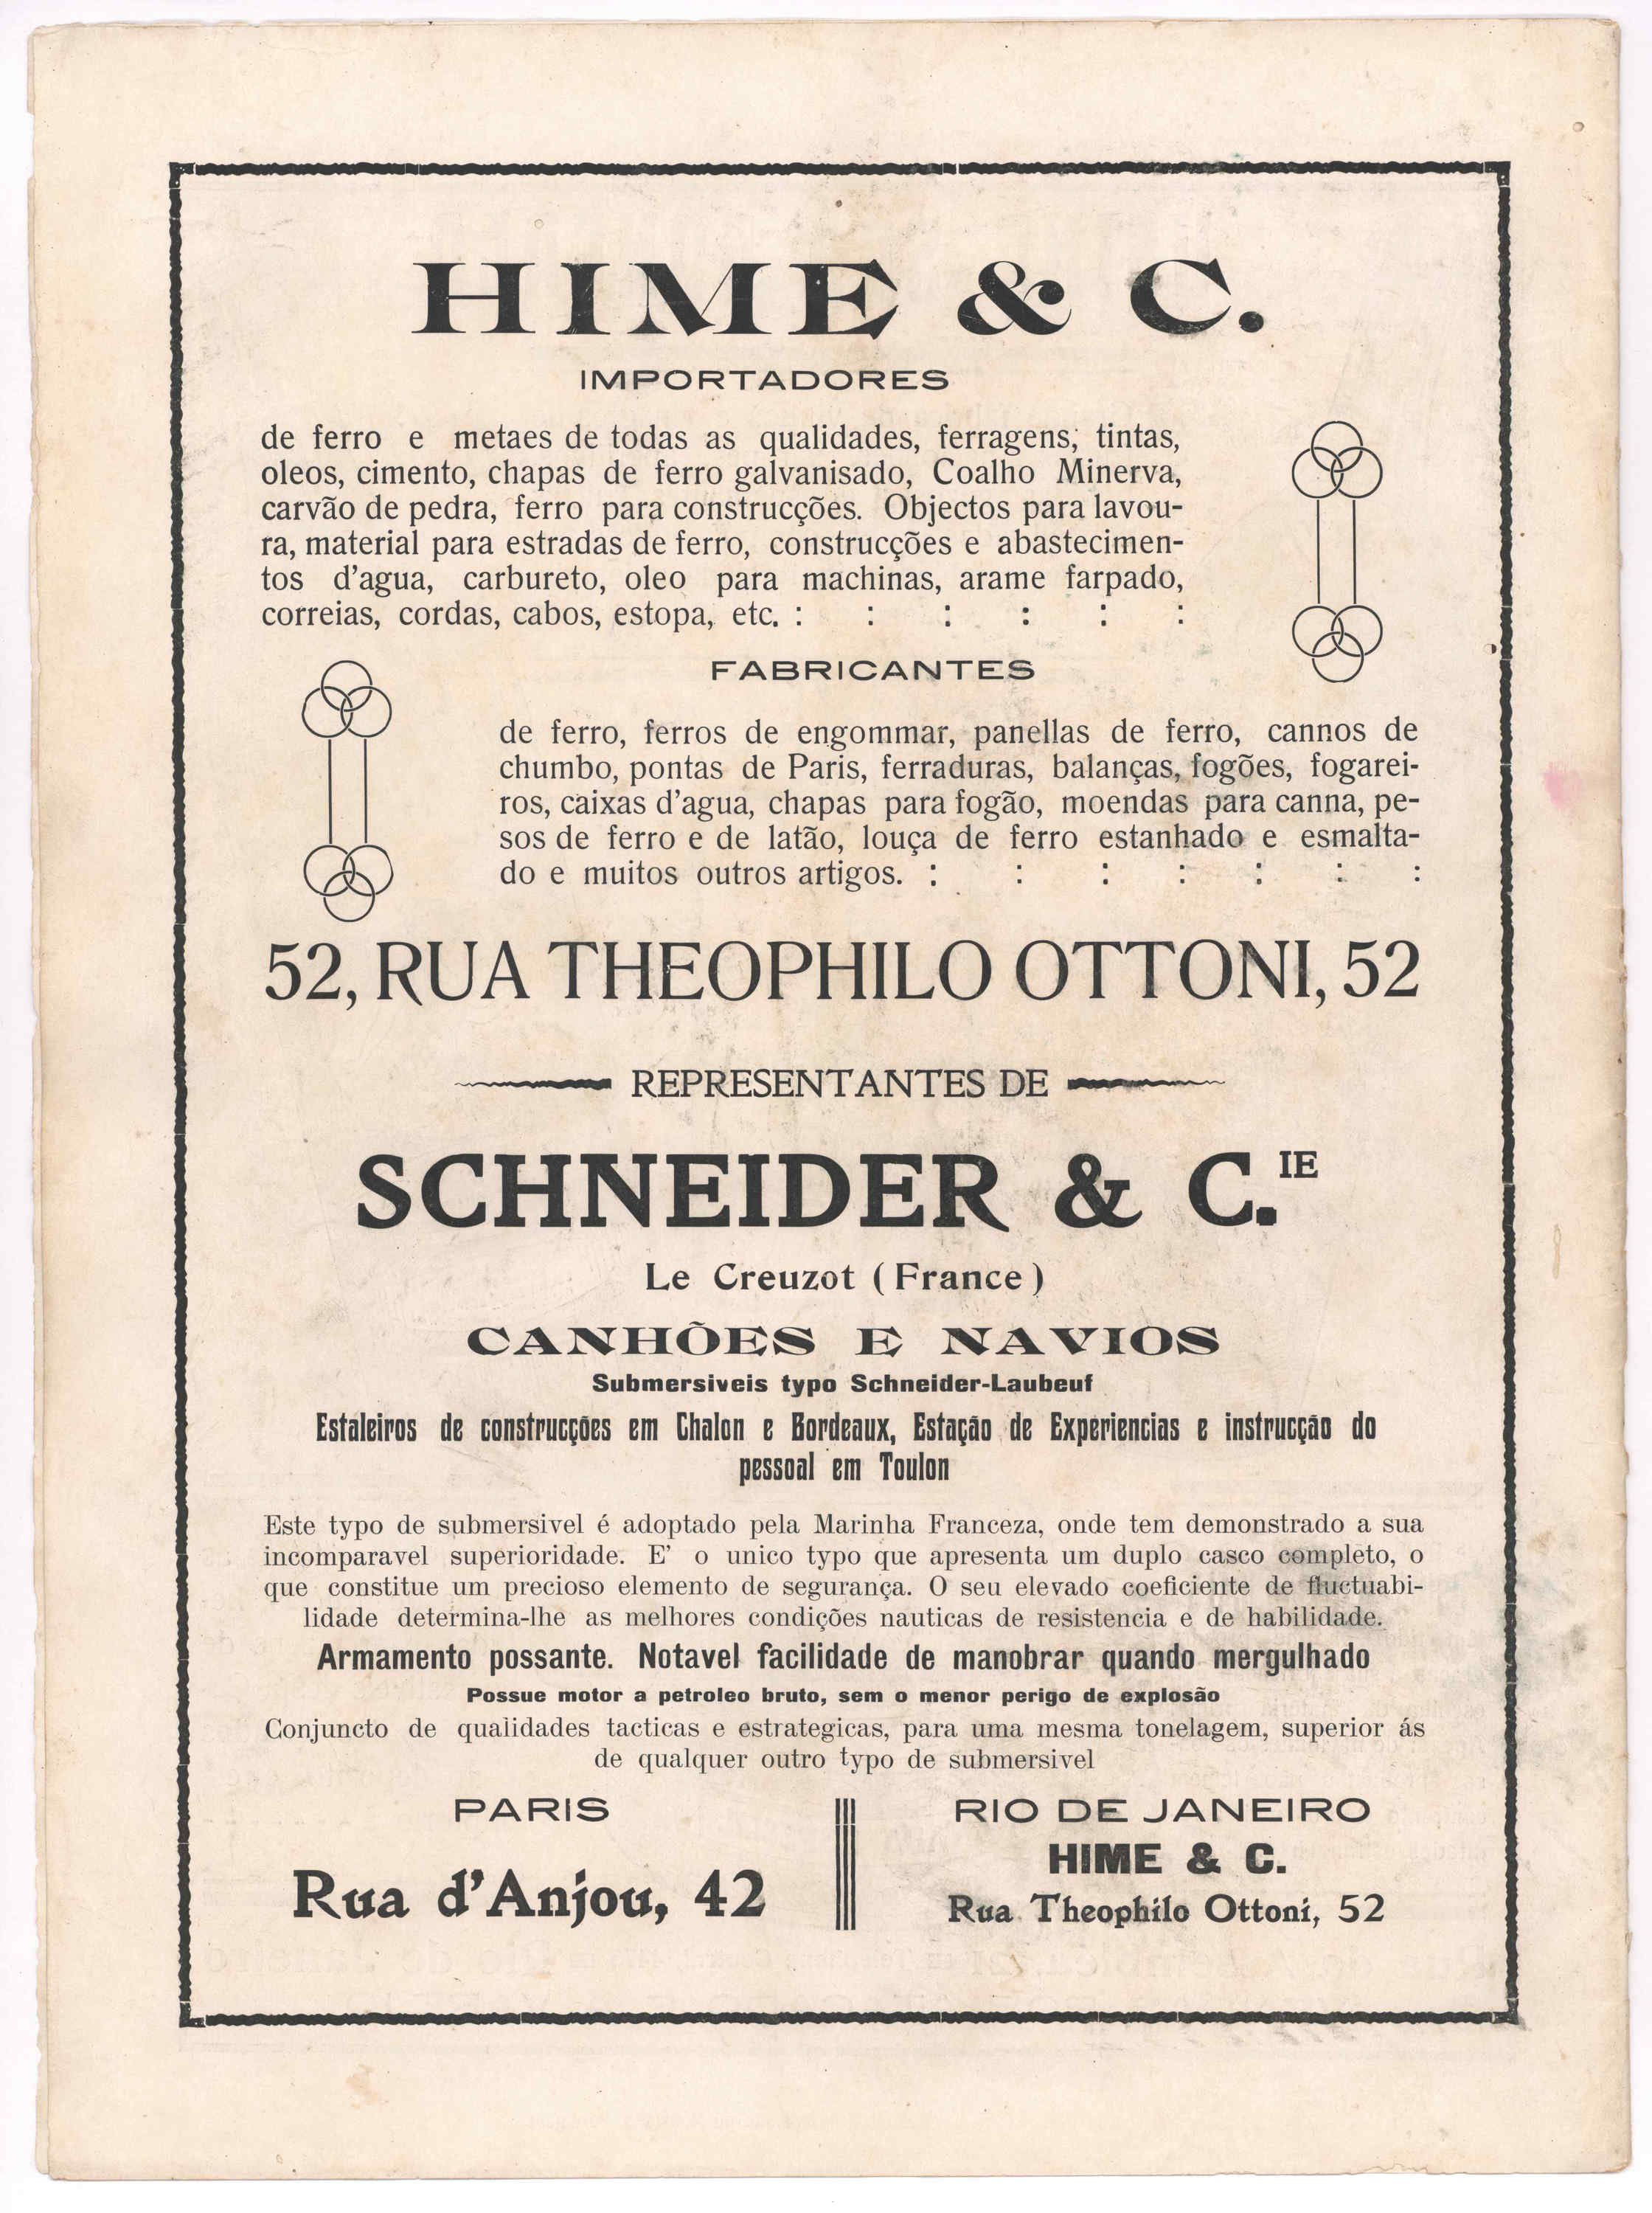 HIME & C.
IMPORTADORES
de ferro e metaes de todas as qualidades, ferragens, tintas,
oleos, cimento, chapas de ferro galvanisado, Coalho Minerva,
carvão de pedra, ferro para construcções. Objectos para lavou-
ra, material para estradas de ferro, construcções e abastecimen-
tos d'agua, carbureto, oleo para machinas, arame farpado,
correias, cordas, cabos, estopa, etc. : : : : : :
FABRICANTES
de ferro, ferros de engommar, panellas de ferro, cannos de
chumbo, pontas de Paris, ferraduras, balanças, fogões, fogarei-
ros, caixas d'agua, chapas para fogão, moendas para canna, pe-
sos de ferro e de latão, louça de ferro estanhado e esmalta-
do e muitos outros artigos. : : : : : : :
52, RUA THEOPHILO OTTONI, 52
REPRESENTANTES DE
SCHNEIDER & C.IE
Le Creuzot (France)
CANHÕES E NAVIOS
Submersiveis typo Schneider-Laubeuf
Estaleiros de construcções em Chalon e Bordeaux, Estação de Experiencias e instrucção do
pessoal em Toulon
Este typo de submersivel é adoptado pela Marinha Franceza, onde tem demonstrado a sua
incomparavel superioridade. E' o unico typo que apresenta um duplo casco completo, o
que constitue um precioso elemento de segurança. O seu elevado coeficiente de fluctuabi-
lidade determina-lhe as melhores condições nauticas de resistencia e de habilidade.
Armamento possante. Notavel facilidade de manobrar quando mergulhado
Possue motor a petroleo bruto, sem o menor perigo de explosão
Conjuncto de qualidades tacticas e estrategicas, para uma mesma tonelagem, superior ás
de qualquer outro typo de submersivel
PARIS
Rua d'Anjou, 42
RIO DE JANEIRO
HIME & C.
Rua Theophilo Ottoni, 52